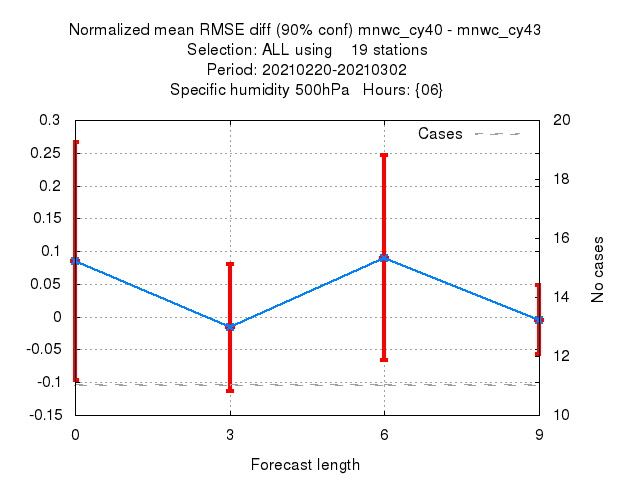 Normalized mean RMSE diff (90% conf) mnwc_cy40 - mnwc_cy43
Selection: ALL using 19 stations
Period: 20210220-20210302
Specific humidity 500hPa Hours: {06}
Cases
0.3
0.25
0.2
0.15
0.1
0.05
0
-0.05
-0.1
-0.15
20
18
16
14
12
10
No cases
0 3 6 9
Forecast length